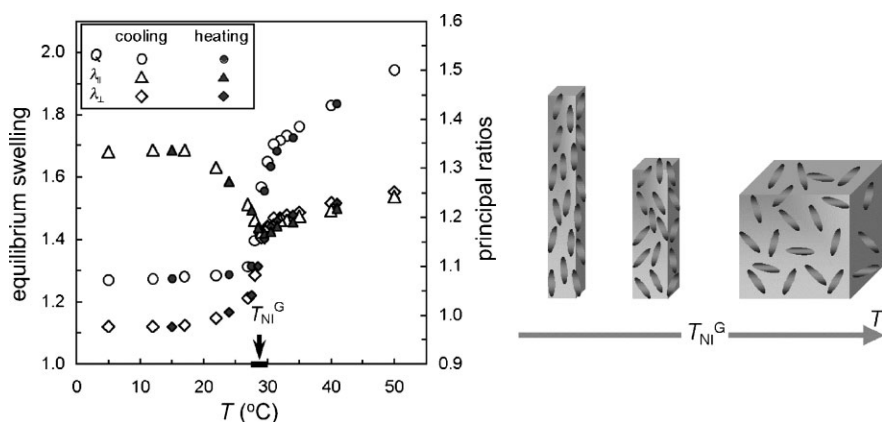 cooling heating
Q
λ∥
λ⊥
equilibrium swelling
2.0
1.8
1.6
1.4
1.2
1.0
1.6
1.5
1.4
1.3
1.2
1.1
1.0
0.9
principal ratios
T_NI^G
0 10 20 30 40 50
T (°C)
T_NI^G
T